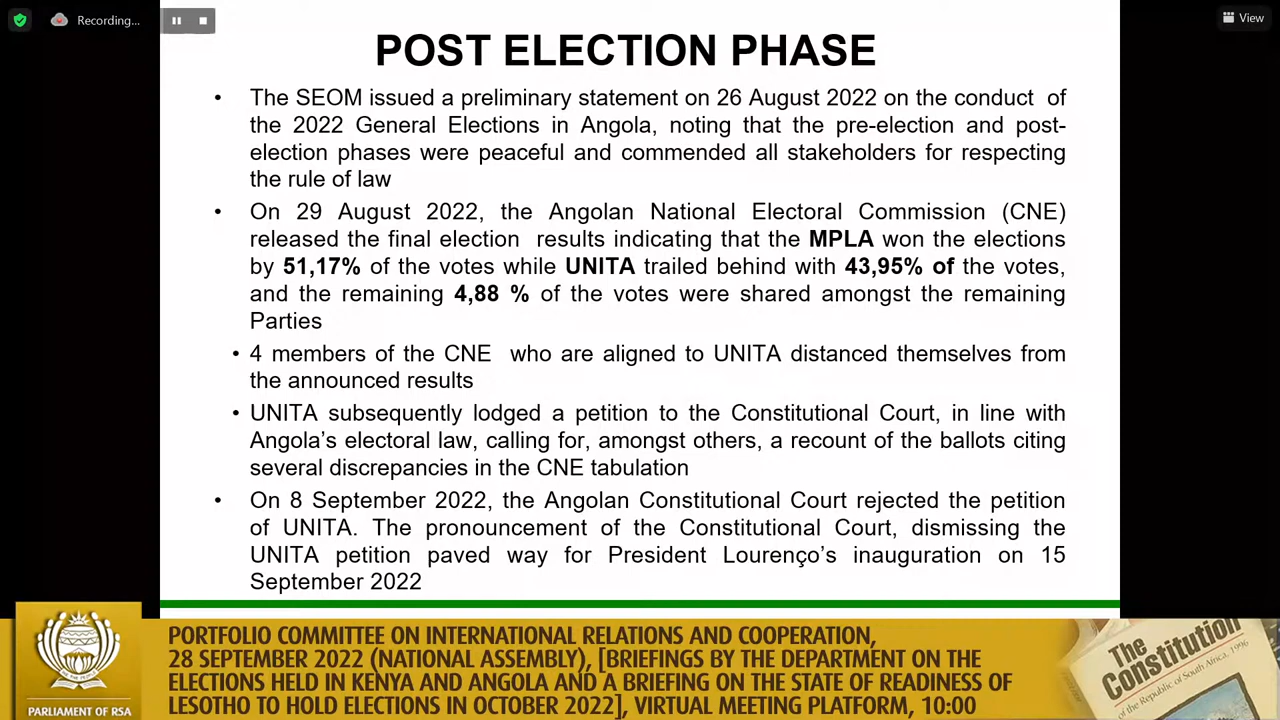 Recording...
View
POST ELECTION PHASE
• The SEOM issued a preliminary statement on 26 August 2022 on the conduct of
the 2022 General Elections in Angola, noting that the pre-election and post-
election phases were peaceful and commended all stakeholders for respecting
the rule of law
• On 29 August 2022, the Angolan National Electoral Commission (CNE)
released the final election results indicating that the MPLA won the elections
by 51,17% of the votes while UNITA trailed behind with 43,95% of the votes,
and the remaining 4,88 % of the votes were shared amongst the remaining
Parties
• 4 members of the CNE who are aligned to UNITA distanced themselves from
the announced results
• UNITA subsequently lodged a petition to the Constitutional Court, in line with
Angola’s electoral law, calling for, amongst others, a recount of the ballots citing
several discrepancies in the CNE tabulation
• On 8 September 2022, the Angolan Constitutional Court rejected the petition
of UNITA. The pronouncement of the Constitutional Court, dismissing the
UNITA petition paved way for President Lourenço’s inauguration on 15
September 2022
PARLIAMENT OF RSA
PORTFOLIO COMMITTEE ON INTERNATIONAL RELATIONS AND COOPERATION,
28 SEPTEMBER 2022 (NATIONAL ASSEMBLY), [BRIEFINGS BY THE DEPARTMENT ON THE
ELECTIONS HELD IN KENYA AND ANGOLA AND A BRIEFING ON THE STATE OF READINESS OF
LESOTHO TO HOLD ELECTIONS IN OCTOBER 2022], VIRTUAL MEETING PLATFORM, 10:00
The
Constitution
of the Republic of South Africa, 1996